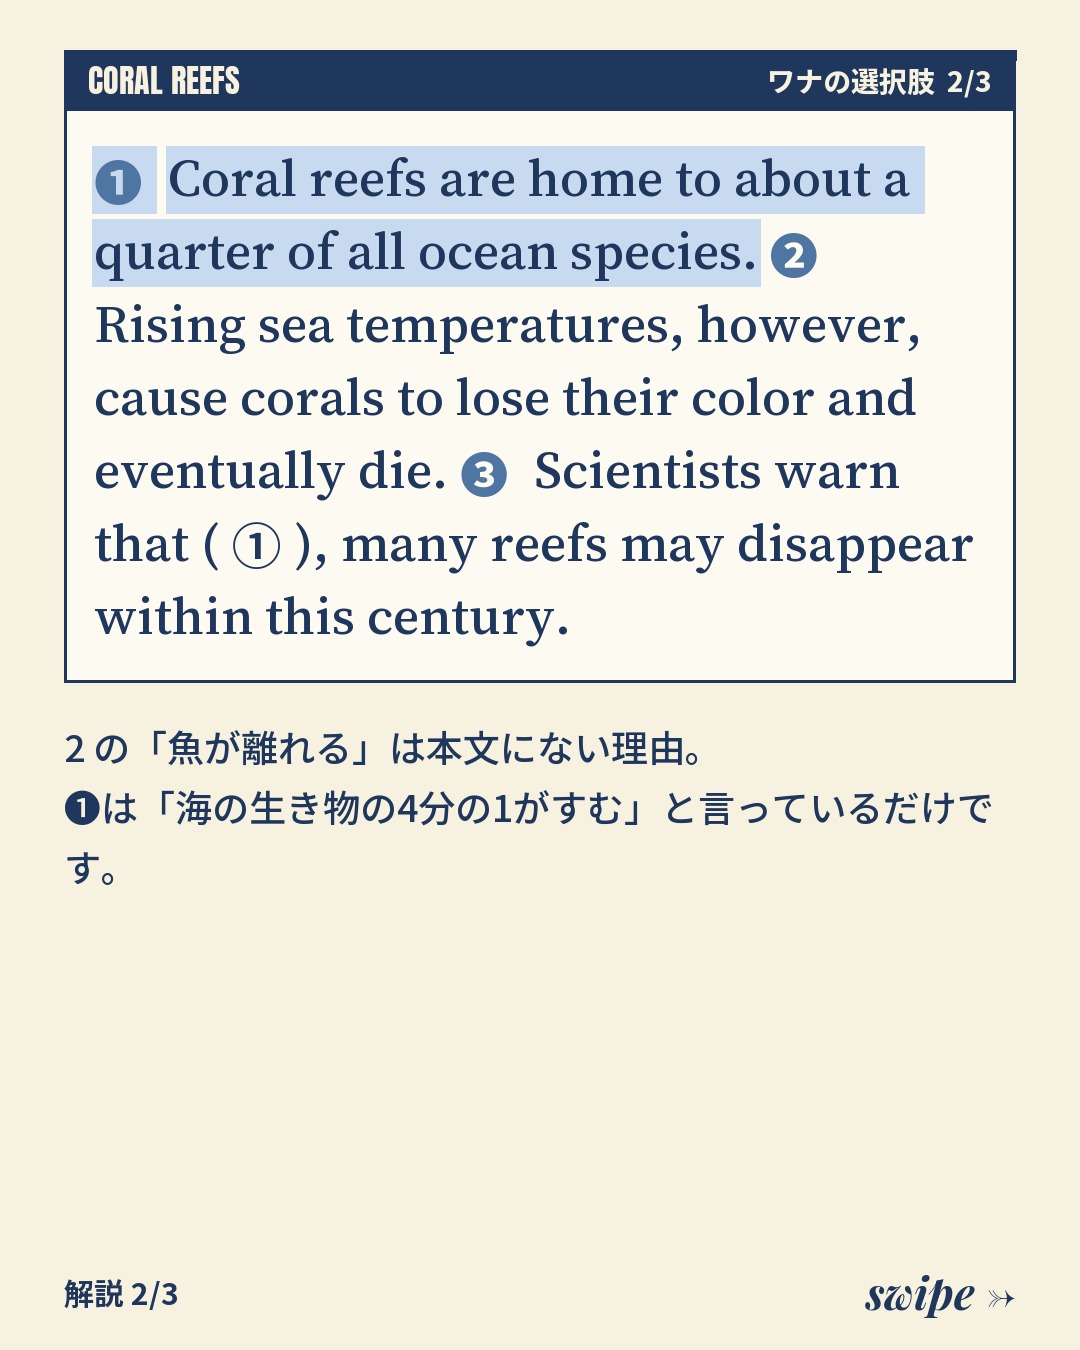 CORAL REEFS
ワナの選択肢 2/3
❶ Coral reefs are home to about a
quarter of all ocean species. ❷
Rising sea temperatures, however,
cause corals to lose their color and
eventually die. ❸ Scientists warn
that ( ① ), many reefs may disappear
within this century.
2 の「魚が離れる」は本文にない理由。
❶は「海の生き物の4分の1がすむ」と言っているだけで
す。
解説 2/3
swipe